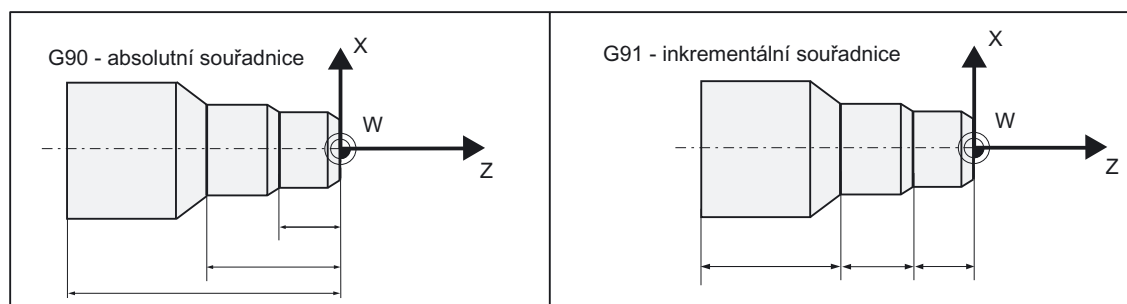 G90 - absolutní souřadnice
X
W
Z
G91 - inkrementální souřadnice
X
W
Z